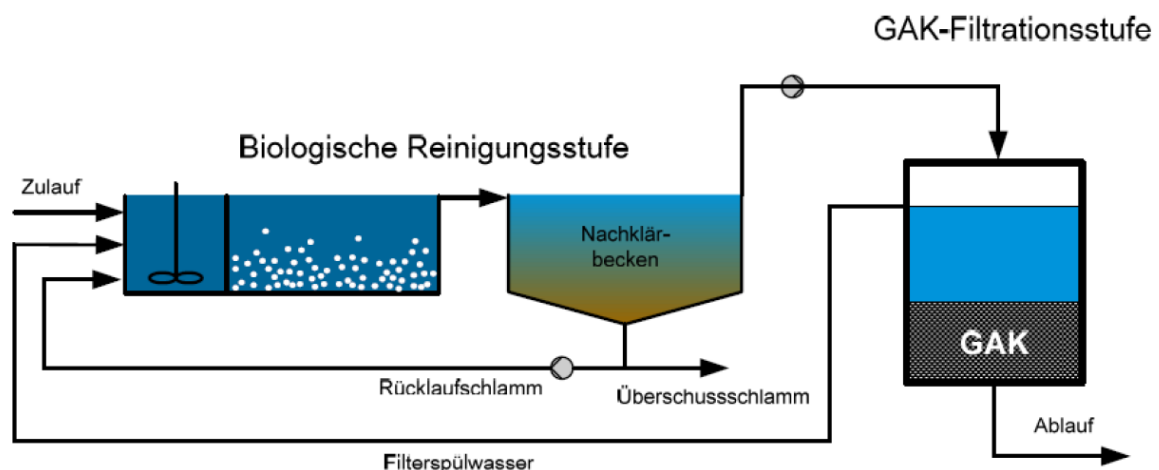 GAK-Filtrationsstufe
Biologische Reinigungsstufe
Zulauf
Nachklär-
becken
GAK
Rücklaufschlamm
Überschussschlamm
Ablauf
Filterspülwasser